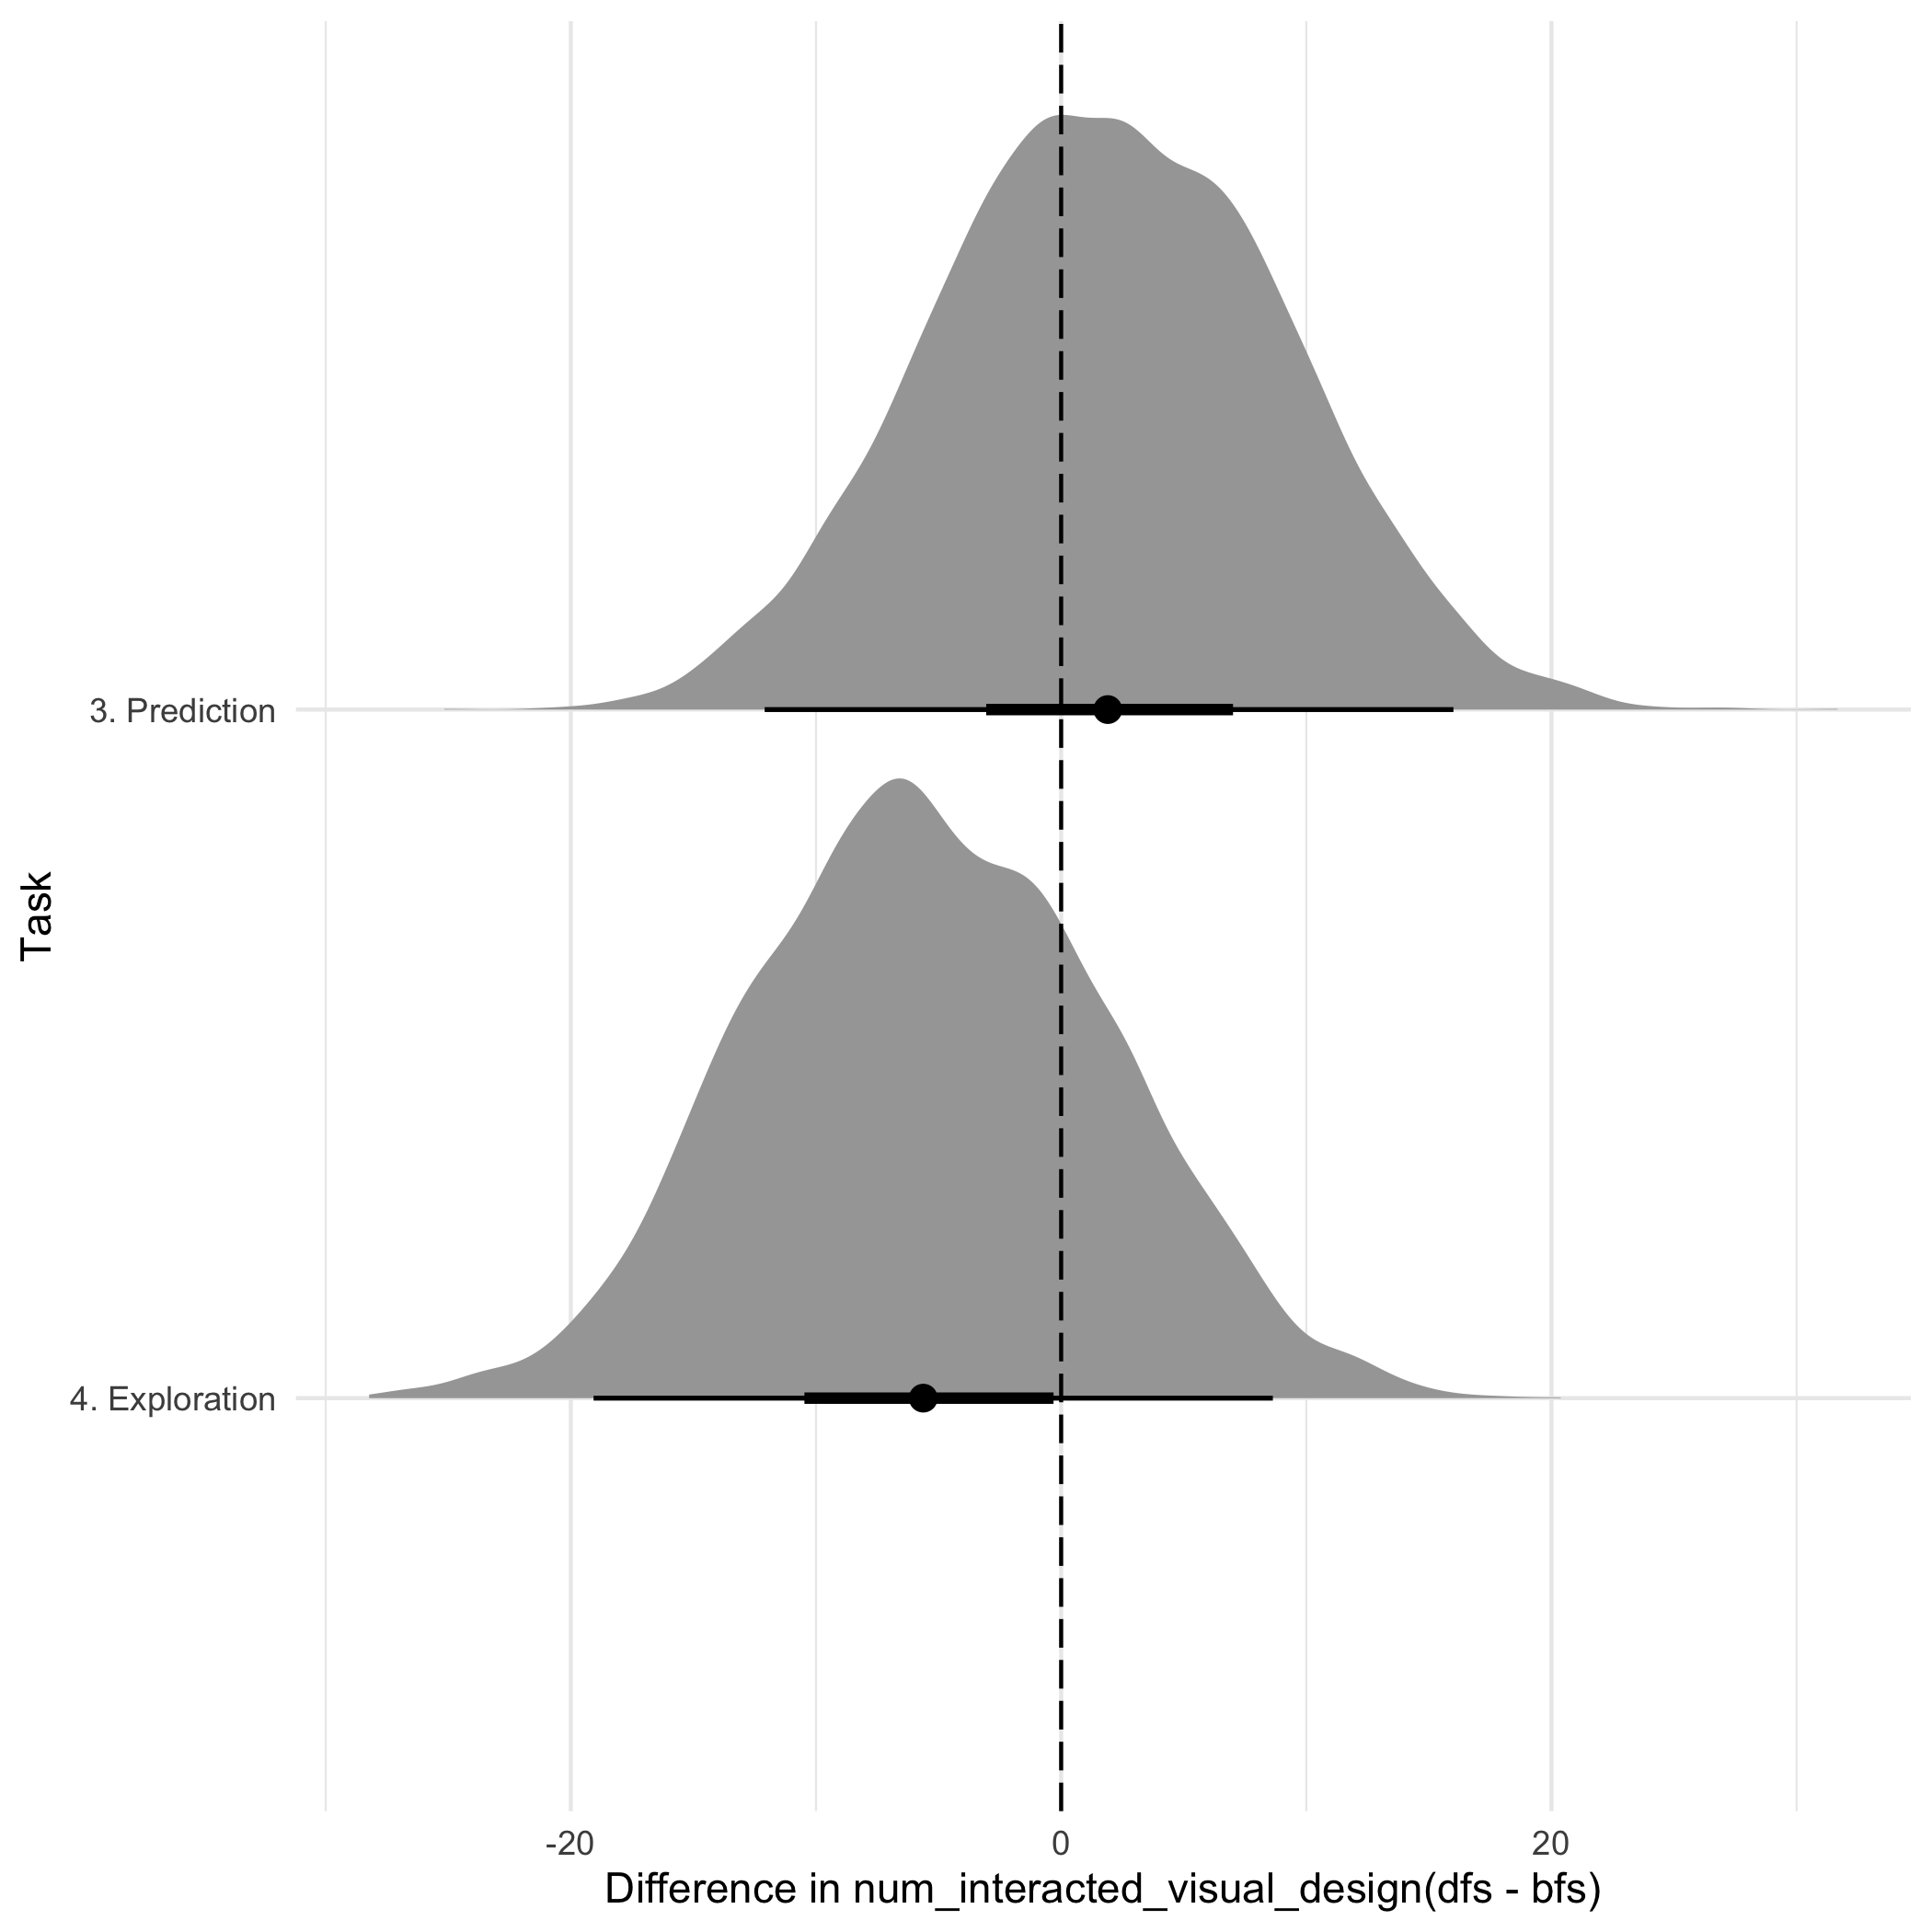 3. Prediction
Task
4. Exploration
-20
0
20
Difference in num_interacted_visual_design(dfs - bfs)